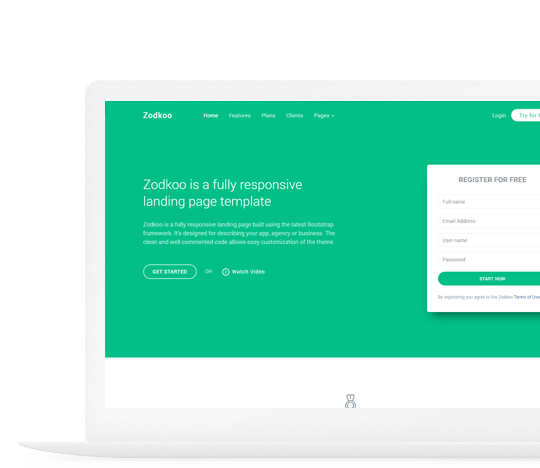 Zodkoo
Home Features Plans Clients Pages
Login Try for
Zodkoo is a fully responsive
landing page template
Zodkoo is a fully responsive landing page built using the latest Bootstrap
framework. It's designed for describing your app, agency or business. The
clean and well commented code allows easy customization of the theme.
GET STARTED OR Watch Video
REGISTER FOR FREE
Full name
Email Address
User name
Password
START NOW
By registering you agree to the Zodkoo Terms of Use